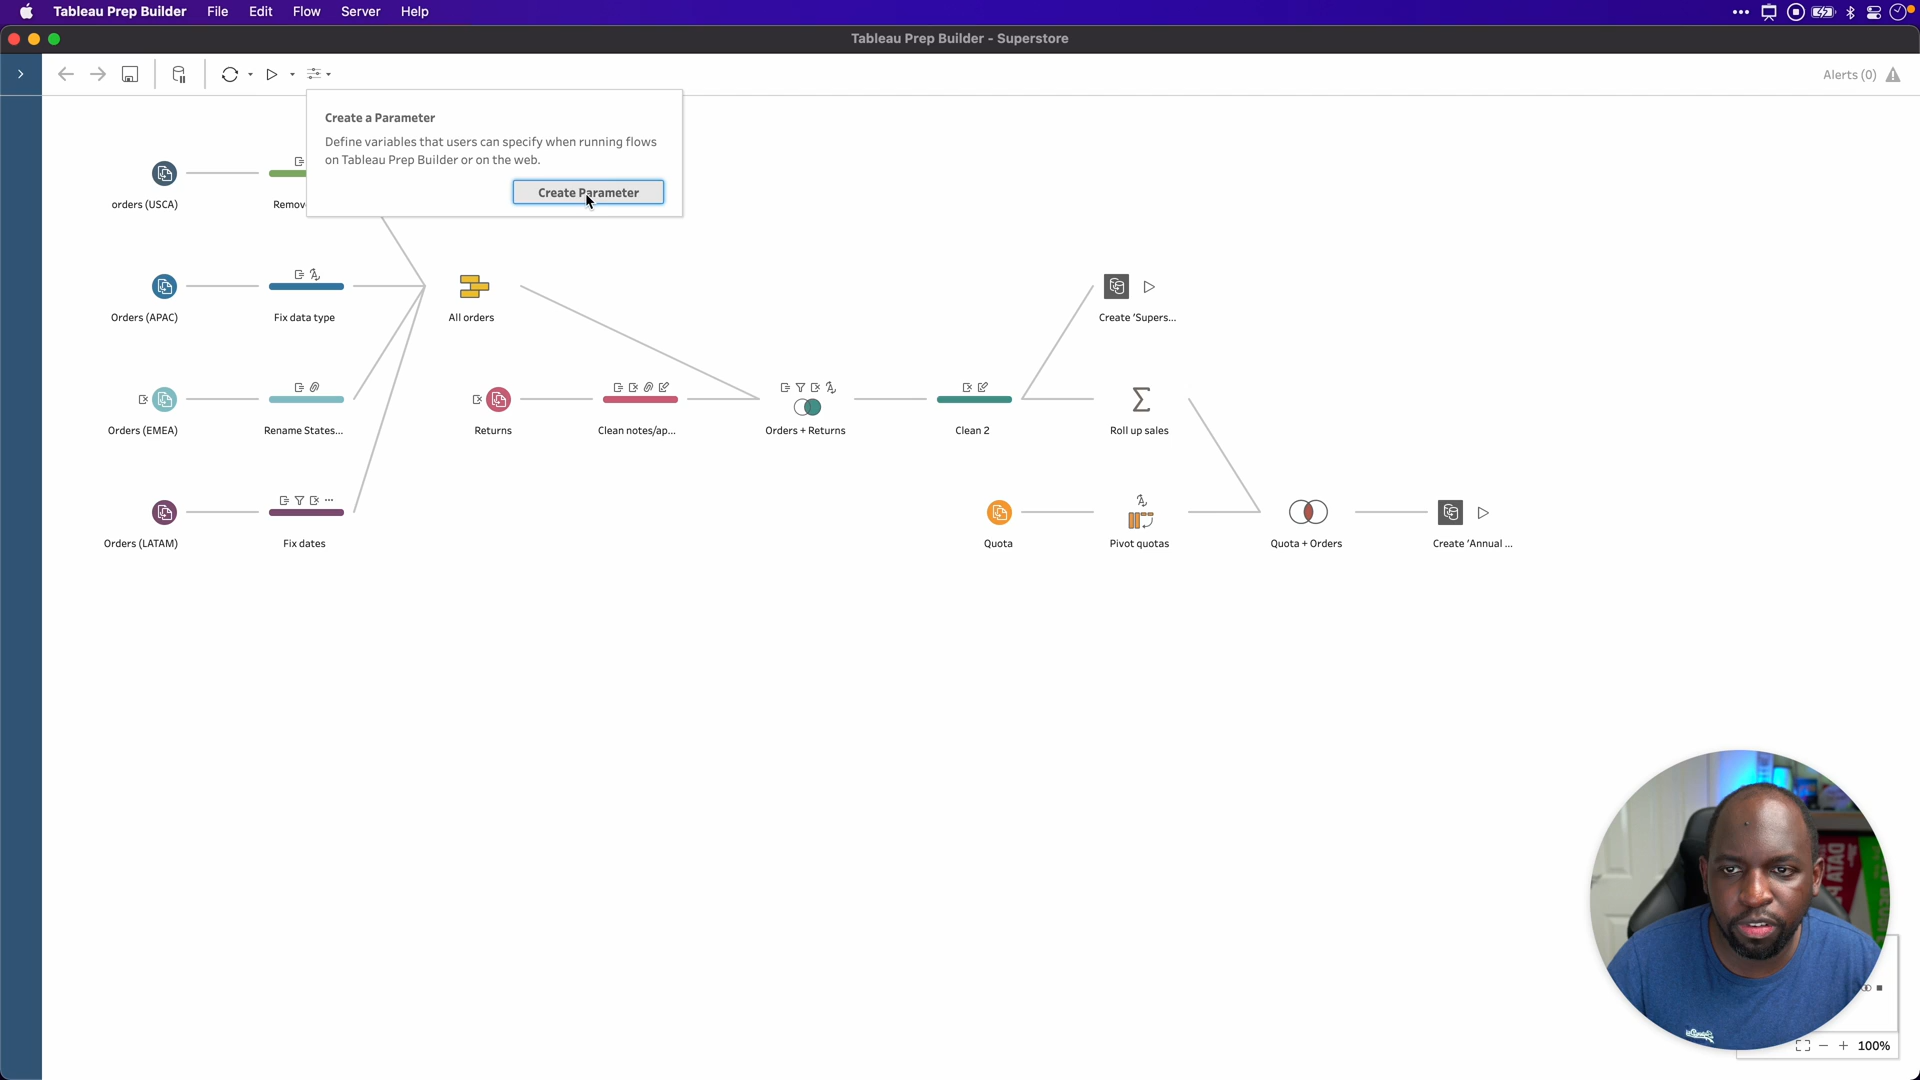 Tableau Prep Builder File Edit Flow Server Help
Tableau Prep Builder - Superstore
Alerts (0)
Create a Parameter
Define variables that users can specify when running flows
on Tableau Prep Builder or on the web.
Create Parameter
orders (USCA)
Remov
Orders (APAC)
Fix data type
All orders
Create 'Supers...
Orders (EMEA)
Rename States...
Returns
Clean notes/ap...
Orders + Returns
Clean 2
Roll up sales
Orders (LATAM)
Fix dates
Quota
Pivot quotas
Quota + Orders
Create 'Annual ...
DATA
100%